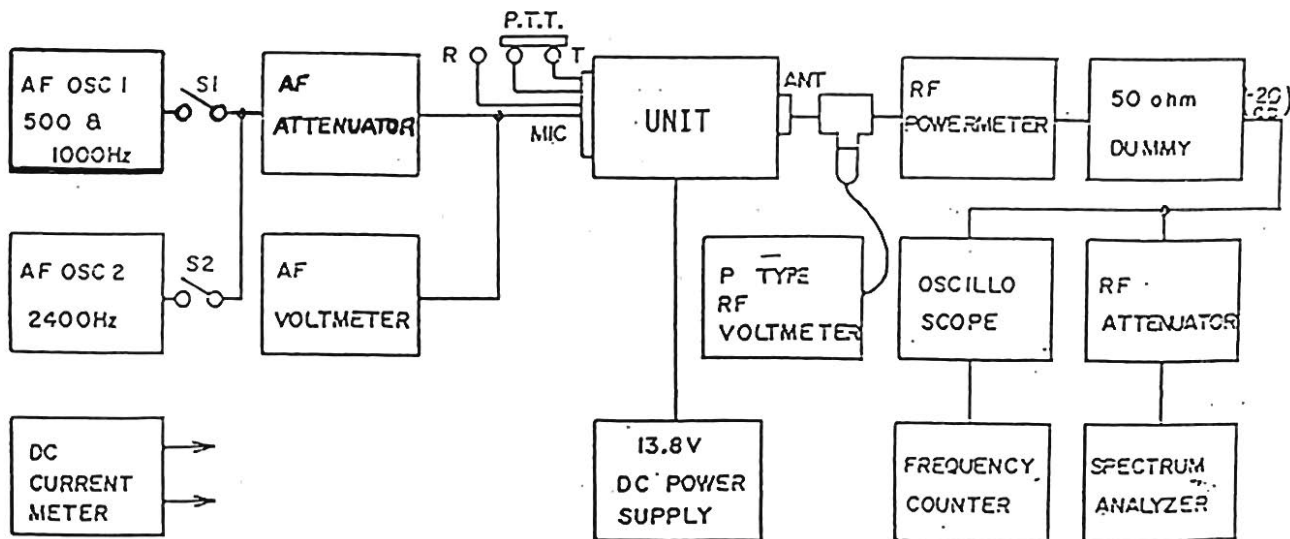 P.T.T.
R
T
AF OSC 1
500 &
1000Hz
S1
AF
ATTENUATOR
MIC
UNIT
ANT
RF
POWERMETER
50 ohm
DUMMY
AF OSC 2
2400Hz
S2
AF
VOLTMETER
P TYPE
RF
VOLTMETER
OSCILLO
SCOPE
RF
ATTENUATOR
DC
CURRENT
METER
13.8V
DC POWER
SUPPLY
FREQUENCY
COUNTER
SPECTRUM
ANALYZER